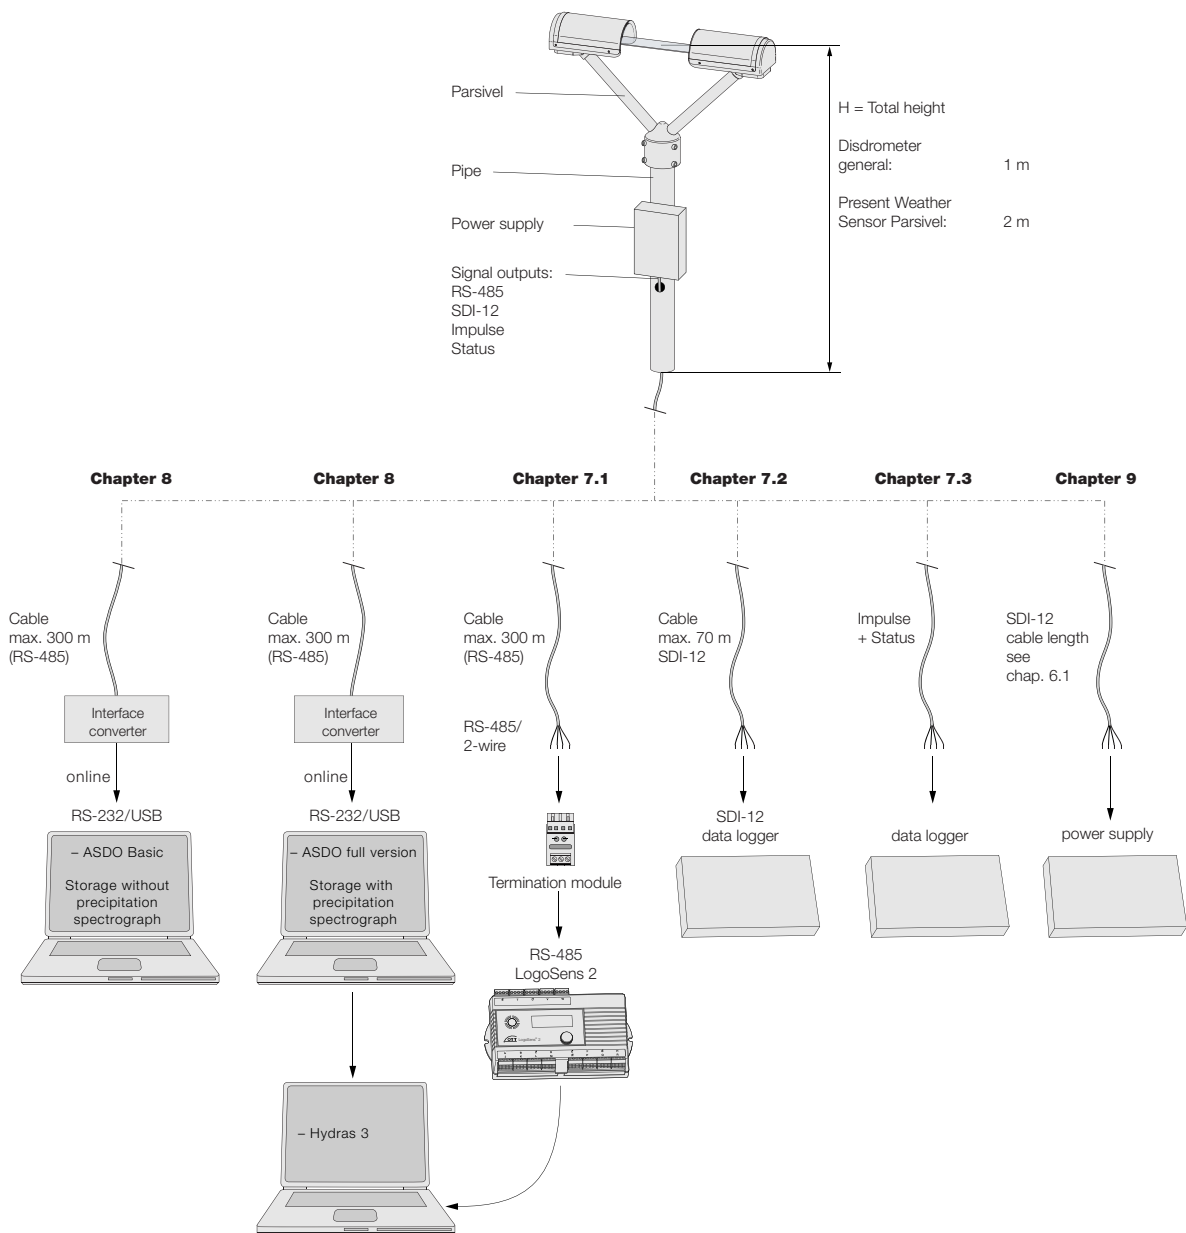 Parsivel
Pipe
Power supply
Signal outputs:
RS-485
SDI-12
Impulse
Status
H = Total height
Disdrometer
general: 1 m
Present Weather
Sensor Parsivel: 2 m
Chapter 8
Chapter 8
Chapter 7.1
Chapter 7.2
Chapter 7.3
Chapter 9
Cable
max. 300 m
(RS-485)
Interface
converter
online
RS-232/USB
– ASDO Basic
Storage without
precipitation
spectrograph
Cable
max. 300 m
(RS-485)
Interface
converter
online
RS-232/USB
– ASDO full version
Storage with
precipitation
spectrograph
– Hydras 3
Cable
max. 300 m
(RS-485)
RS-485/
2-wire
Termination module
RS-485
LogoSens 2
OTT LogoSens 2
Cable
max. 70 m
SDI-12
SDI-12
data logger
Impulse
+ Status
data logger
SDI-12
cable length
see
chap. 6.1
power supply